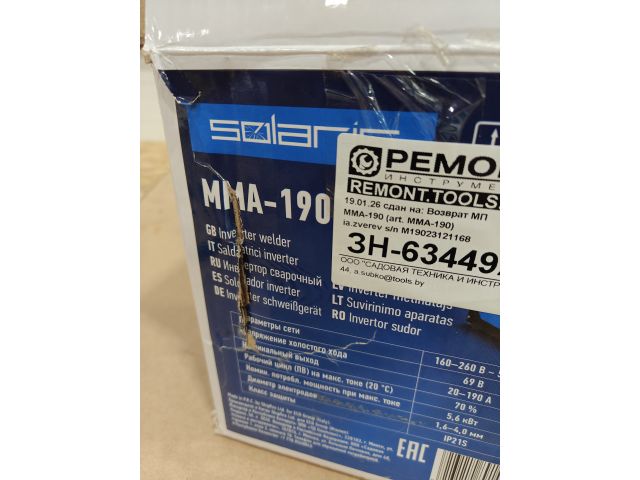 solaris
MMA-190
РЕМОН
ИНСТРУМЕ
REMONT.TOOLS.
19.01.26 сдан на: Возврат МП
MMA-190 (art. MMA-190)
ia.zverev s/n M19023121168
ЗН-63449
ООО "САДОВАЯ ТЕХНИКА И ИНСТР
44, a.subko@tools.by
GB Inverter welder
IT Saldatrici inverter
RU Инвертор сварочный
ES Soldador inverter
DE Inverter schweißgerät
LT Suvirinimo aparatas
RO Invertor sudor
Параметры сети 160–260 В –
Напряжение холостого хода 69 В
Номинальный выход 20–190 А
Рабочий цикл (ПВ) на макс. токе (20 °C) 70 %
Номин. потребл. мощность при макс. токе 5,6 кВт
Диаметр электродов 1,6–4,0 мм
Класс защиты IP21S
EAC